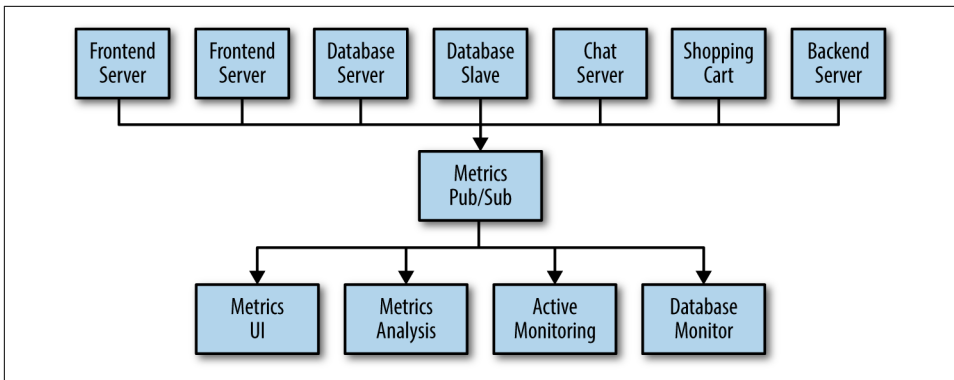 Frontend
Server
Frontend
Server
Database
Server
Database
Slave
Chat
Server
Shopping
Cart
Backend
Server
Metrics
Pub/Sub
Metrics
UI
Metrics
Analysis
Active
Monitoring
Database
Monitor